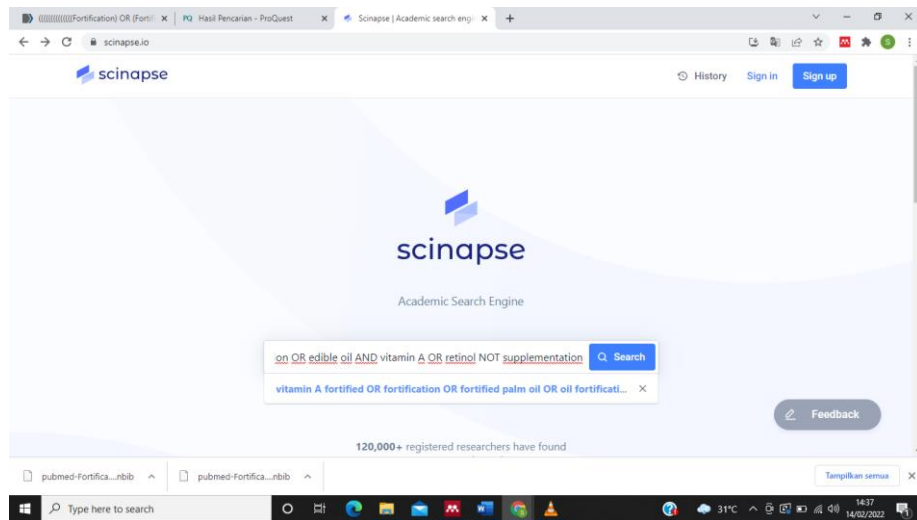 ((((((((((((Fortification) OR (Fortif
PQ Hasil Pencarian - ProQuest
Scinapse | Academic search engi
scinapse.io
scinapse
History
Sign in
Sign up
scinapse
Academic Search Engine
on OR edible oil AND vitamin A OR retinol NOT supplementation
Search
vitamin A fortified OR fortification OR fortified palm oil OR oil fortificati...
Feedback
120,000+ registered researchers have found
pubmed-Fortifica....nbib
pubmed-Fortifica....nbib
Tampilkan semua
Type here to search
31°C
14:37
14/02/2022